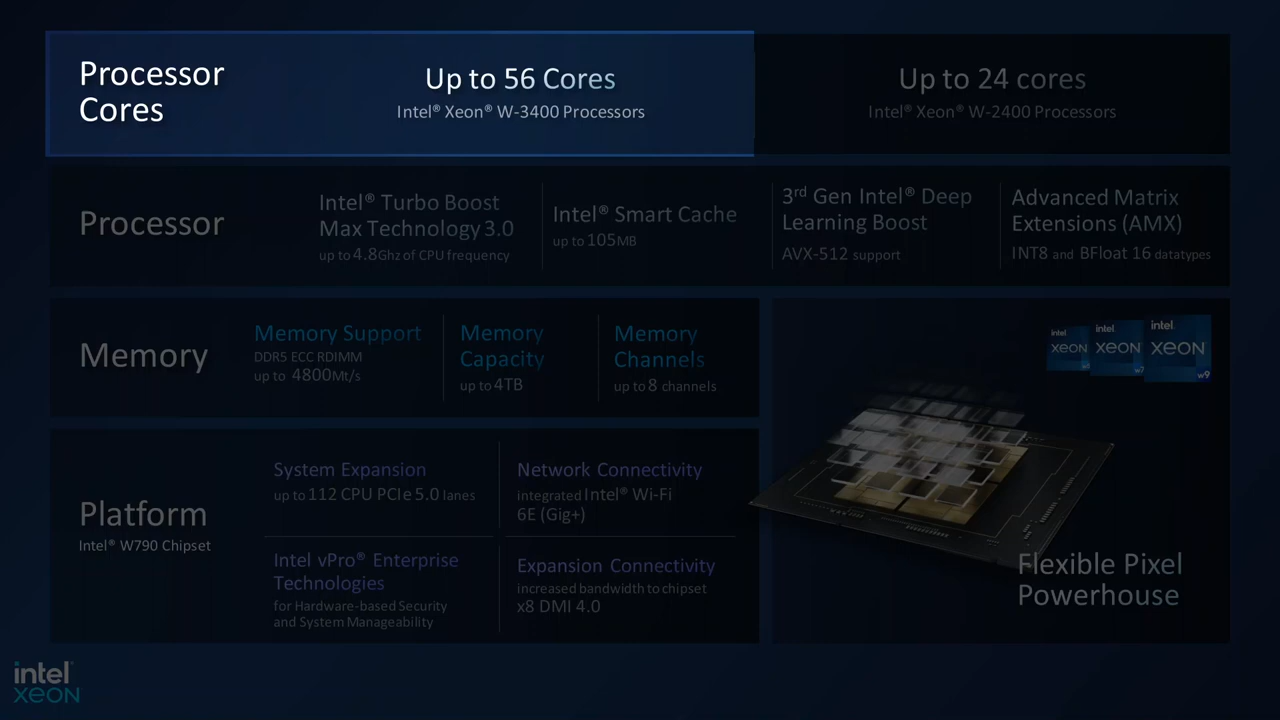 Processor
Cores
Up to 56 Cores
Intel® Xeon® W-3400 Processors
Up to 24 cores
Intel® Xeon® W-2400 Processors
Processor
Intel® Turbo Boost
Max Technology 3.0
up to 4.8Ghz of CPU frequency
Intel® Smart Cache
up to 105MB
3rd Gen Intel® Deep
Learning Boost
AVX-512 support
Advanced Matrix
Extensions (AMX)
INT8 and BFloat 16 datatypes
Memory
Memory Support
DDR5 ECC RDIMM
up to 4800Mt/s
Memory
Capacity
up to 4TB
Memory
Channels
up to 8 channels
intel
XEON
intel
XEON
w7
intel
XEON
w9
Platform
Intel® W790 Chipset
System Expansion
up to 112 CPU PCIe 5.0 lanes
Network Connectivity
integrated Intel® Wi-Fi
6E (Gig+)
Intel vPro® Enterprise
Technologies
for Hardware-based Security
and System Manageability
Expansion Connectivity
increased bandwidth to chipset
x8 DMI 4.0
Flexible Pixel
Powerhouse
intel
XEON